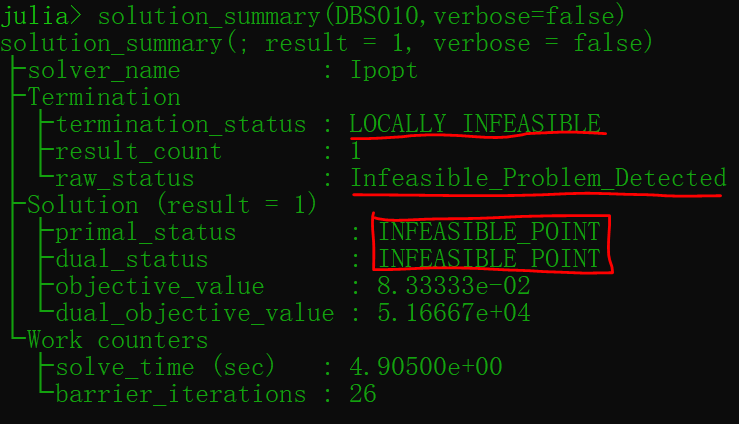 julia> solution_summary(DBS010,verbose=false)
solution_summary(; result = 1, verbose = false)
├solver_name          : Ipopt
├Termination
│ ├termination_status : LOCALLY_INFEASIBLE
│ ├result_count       : 1
│ └raw_status         : Infeasible_Problem_Detected
├Solution (result = 1)
│ ├primal_status        : INFEASIBLE_POINT
│ ├dual_status          : INFEASIBLE_POINT
│ ├objective_value      : 8.33333e-02
│ └dual_objective_value : 5.16667e+04
└Work counters
  ├solve_time (sec)   : 4.90500e+00
  └barrier_iterations : 26